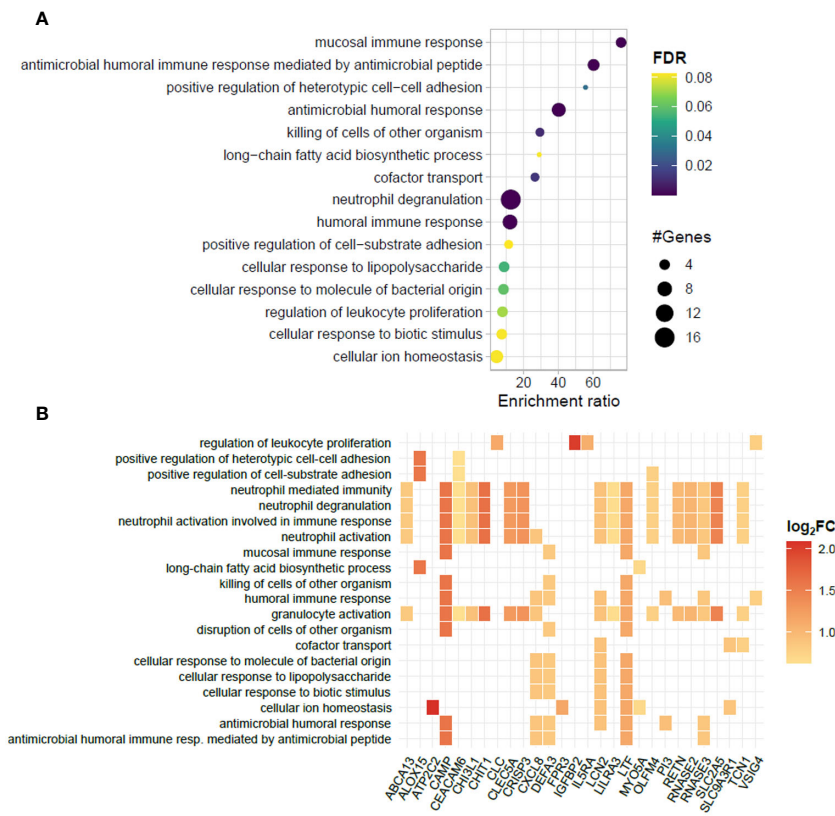 A
mucosal immune response
antimicrobial humoral immune response mediated by antimicrobial peptide
positive regulation of heterotypic cell−cell adhesion
antimicrobial humoral response
killing of cells of other organism
long−chain fatty acid biosynthetic process
cofactor transport
neutrophil degranulation
humoral immune response
positive regulation of cell−substrate adhesion
cellular response to lipopolysaccharide
cellular response to molecule of bacterial origin
regulation of leukocyte proliferation
cellular response to biotic stimulus
cellular ion homeostasis
20 40 60
Enrichment ratio
FDR
0.08
0.06
0.04
0.02
#Genes
4
8
12
16
B
regulation of leukocyte proliferation
positive regulation of heterotypic cell-cell adhesion
positive regulation of cell-substrate adhesion
neutrophil mediated immunity
neutrophil degranulation
neutrophil activation involved in immune response
neutrophil activation
mucosal immune response
long-chain fatty acid biosynthetic process
killing of cells of other organism
humoral immune response
granulocyte activation
disruption of cells of other organism
cofactor transport
cellular response to molecule of bacterial origin
cellular response to lipopolysaccharide
cellular response to biotic stimulus
cellular ion homeostasis
antimicrobial humoral response
antimicrobial humoral immune resp. mediated by antimicrobial peptide
ABCA13
ALOX15
ATP2C2
CAMP
CEACAM6
CHI3L1
CHIT1
CLC
CLEC5A
CRISP3
CXCL8
DEFA3
FPR3
IGFBP2
IL5RA
LCN2
LILRA3
LTF
MYO5A
OLFM4
PI3
RETN
RNASE2
RNASE3
SLC2A5
SLC9A3R1
TCN1
VSIG4
log2FC
2.0
1.5
1.0